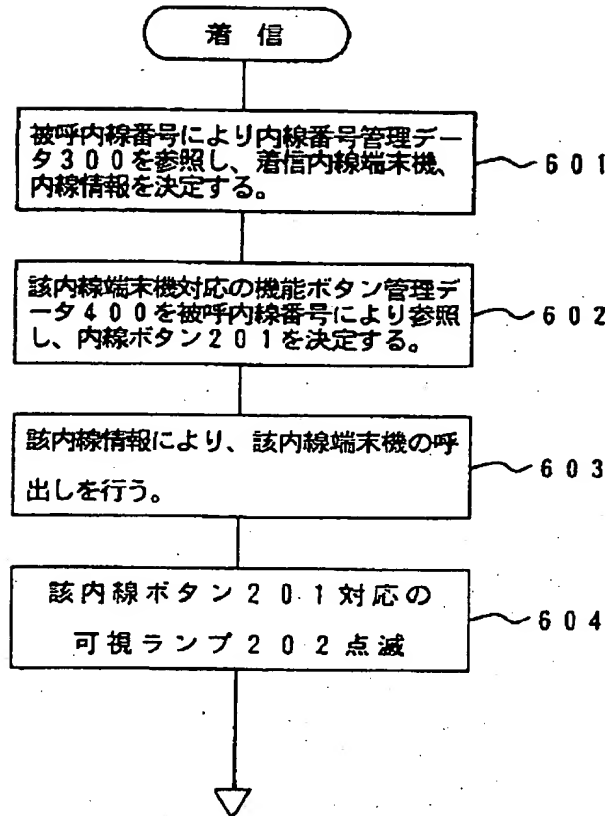 着信
被呼内線番号により内線番号管理デー
タ300を参照し、着信内線端末機、
内線情報を決定する。
601
該内線端末機対応の機能ボタン管理デ
ータ400を被呼内線番号により参照
し、内線ボタン201を決定する。
602
該内線情報により、該内線端末機の呼
出しを行う。
603
該内線ボタン201対応の
可視ランプ202点滅
604